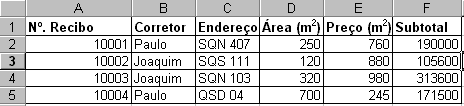 A B C D E F
1 Nº. Recibo Corretor Endereço Área (m²) Preço (m²) Subtotal
2 10001 Paulo SQN 407 250 760 190000
3 10002 Joaquim SQS 111 120 880 105600
4 10003 Joaquim SQN 103 320 980 313600
5 10004 Paulo QSD 04 700 245 171500